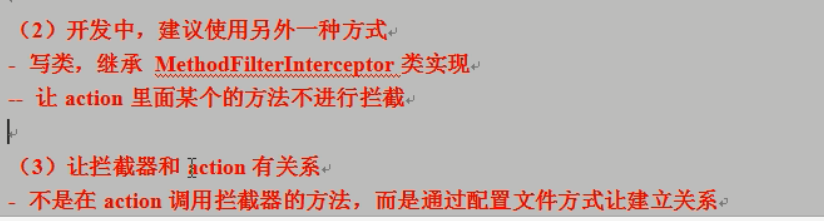 （2）开发中，建议使用另外一种方式
- 写类，继承 MethodFilterInterceptor 类实现
-- 让 action 里面某个的方法不进行拦截
（3）让拦截器和 action 有关系
- 不是在 action 调用拦截器的方法，而是通过配置文件方式让建立关系